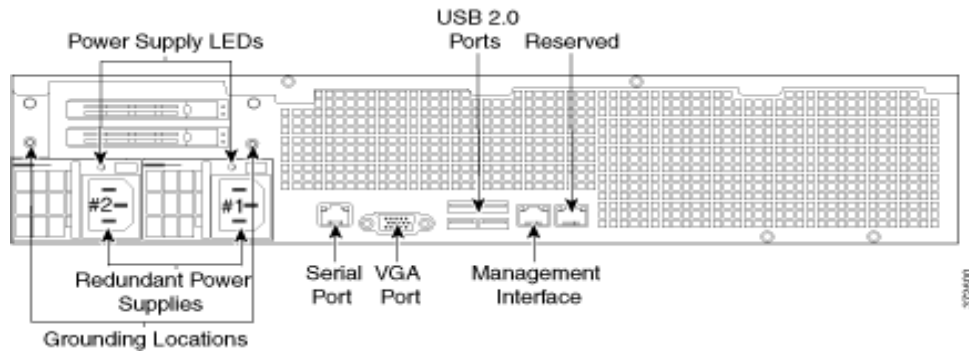 USB 2.0
Power Supply LEDs
Ports
Reserved
#2
#1
Serial
Port
VGA
Port
Management
Interface
Redundant Power
Supplies
Grounding Locations